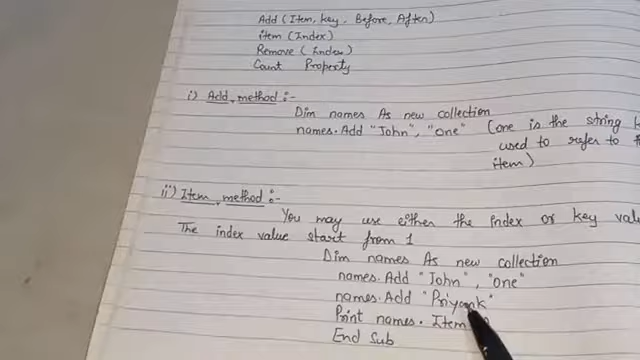 Add (Item, key, Before, After)
item (Index)
Remove (Index)
Count Property
i) Add method :-
Dim names As new collection
names. Add "John", "one" (one is the string
used to refer to
item)
ii) Item method :-
You may use either the index or key
The index value start from 1
Dim names As new collection
names. Add "John", "one"
names. Add "Priyank"
Print names. Item
End Sub